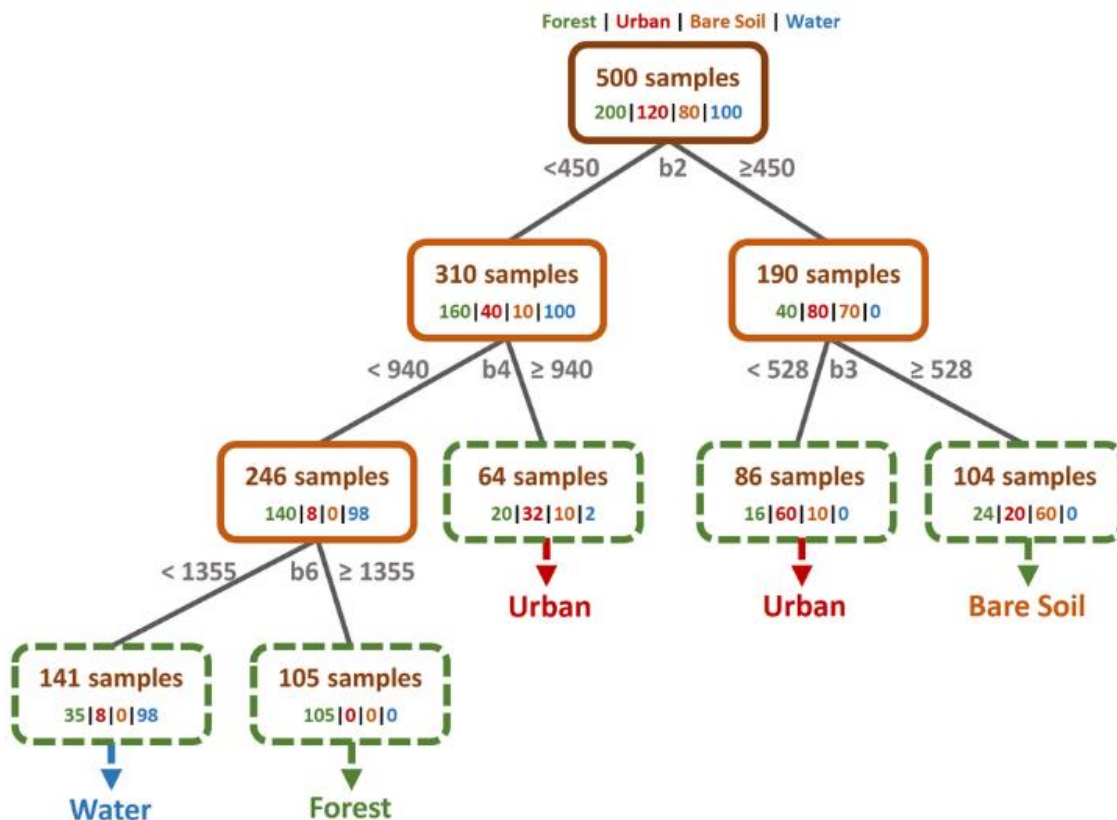 Forest | Urban | Bare Soil | Water
500 samples
200|120|80|100
<450 b2 ≥450
310 samples
160|40|10|100
190 samples
40|80|70|0
< 940 b4 ≥ 940
< 528 b3 ≥ 528
246 samples
140|8|0|98
64 samples
20|32|10|2
86 samples
16|60|10|0
104 samples
24|20|60|0
< 1355 b6 ≥ 1355
Urban
Urban
Bare Soil
141 samples
35|8|0|98
105 samples
105|0|0|0
Water
Forest